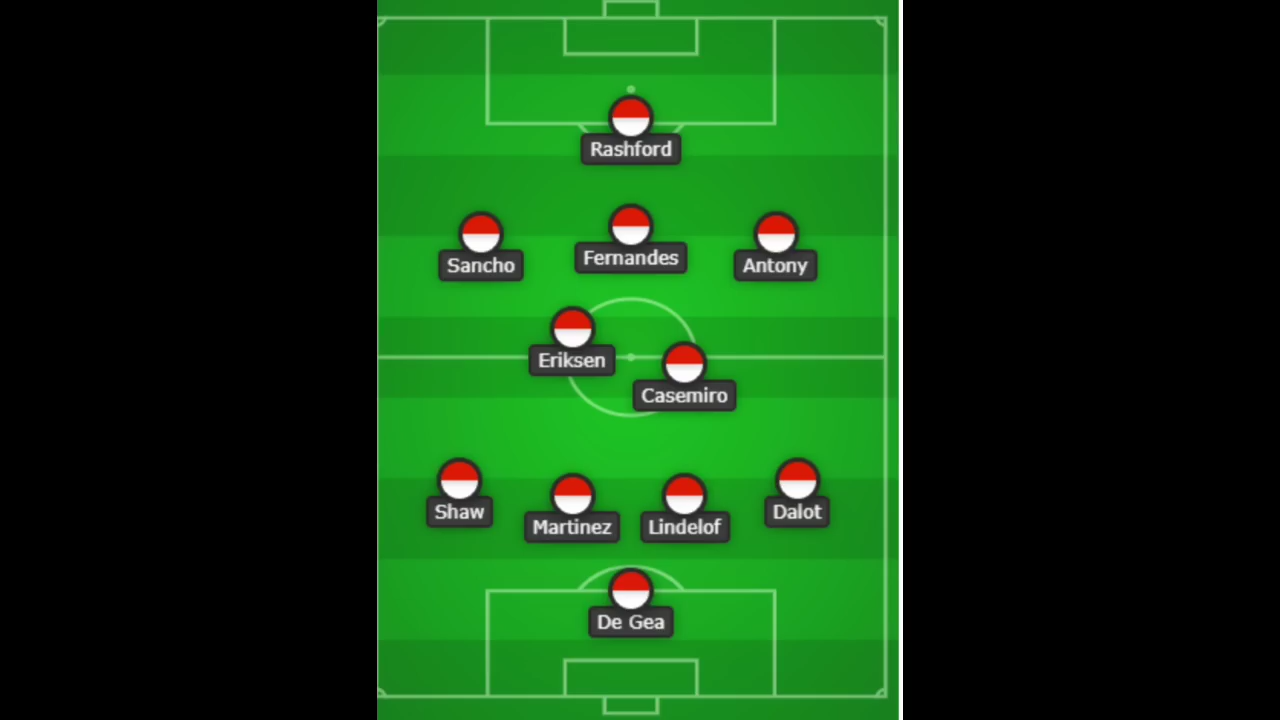 Rashford
Sancho
Fernandes
Antony
Eriksen
Casemiro
Shaw
Martinez
Lindelof
Dalot
De Gea